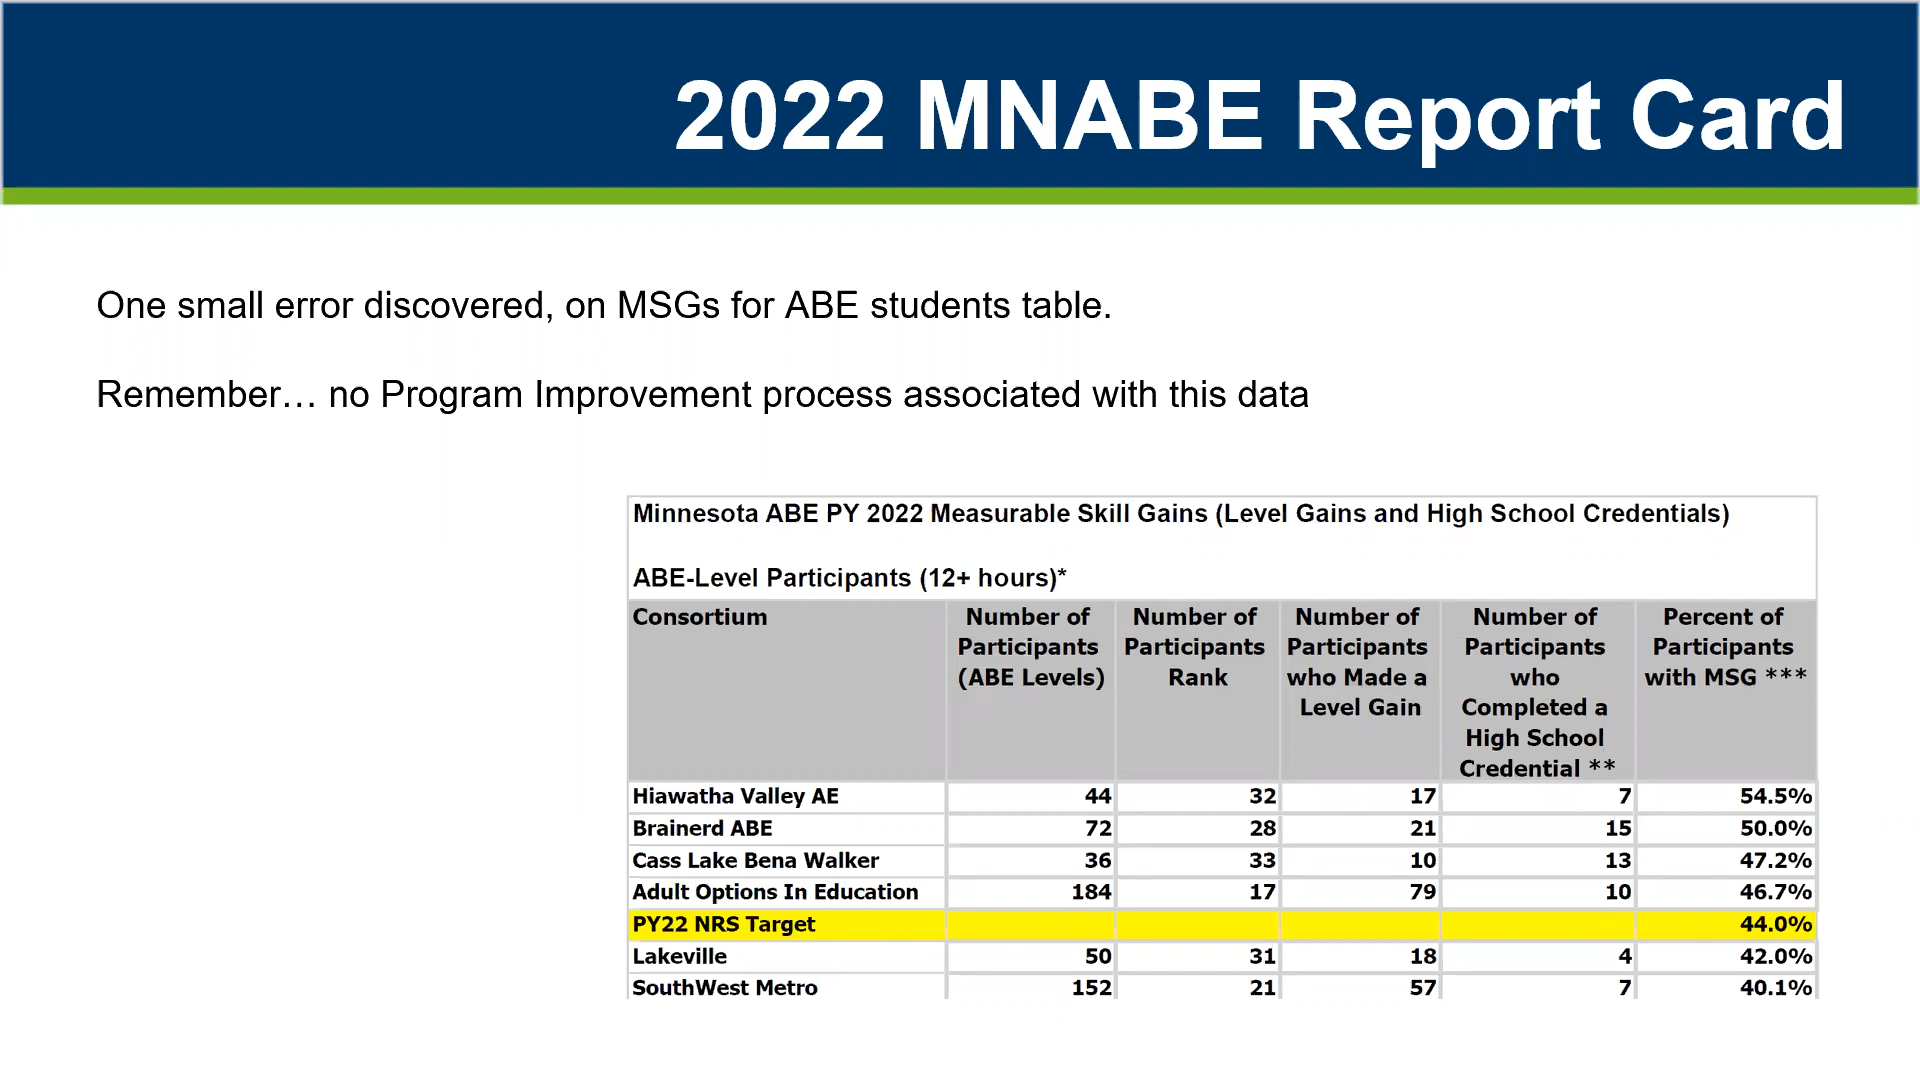 2022 MNABE Report Card
One small error discovered, on MSGs for ABE students table.
Remember… no Program Improvement process associated with this data
Minnesota ABE PY 2022 Measurable Skill Gains (Level Gains and High School Credentials)
ABE-Level Participants (12+ hours)*
Consortium Number of Participants (ABE Levels) Number of Participants Rank Number of Participants who Made a Level Gain Number of Participants who Completed a High School Credential ** Percent of Participants with MSG ***
Hiawatha Valley AE 44 32 17 7 54.5%
Brainerd ABE 72 28 21 15 50.0%
Cass Lake Bena Walker 36 33 10 13 47.2%
Adult Options In Education 184 17 79 10 46.7%
PY22 NRS Target 44.0%
Lakeville 50 31 18 4 42.0%
SouthWest Metro 152 21 57 7 40.1%